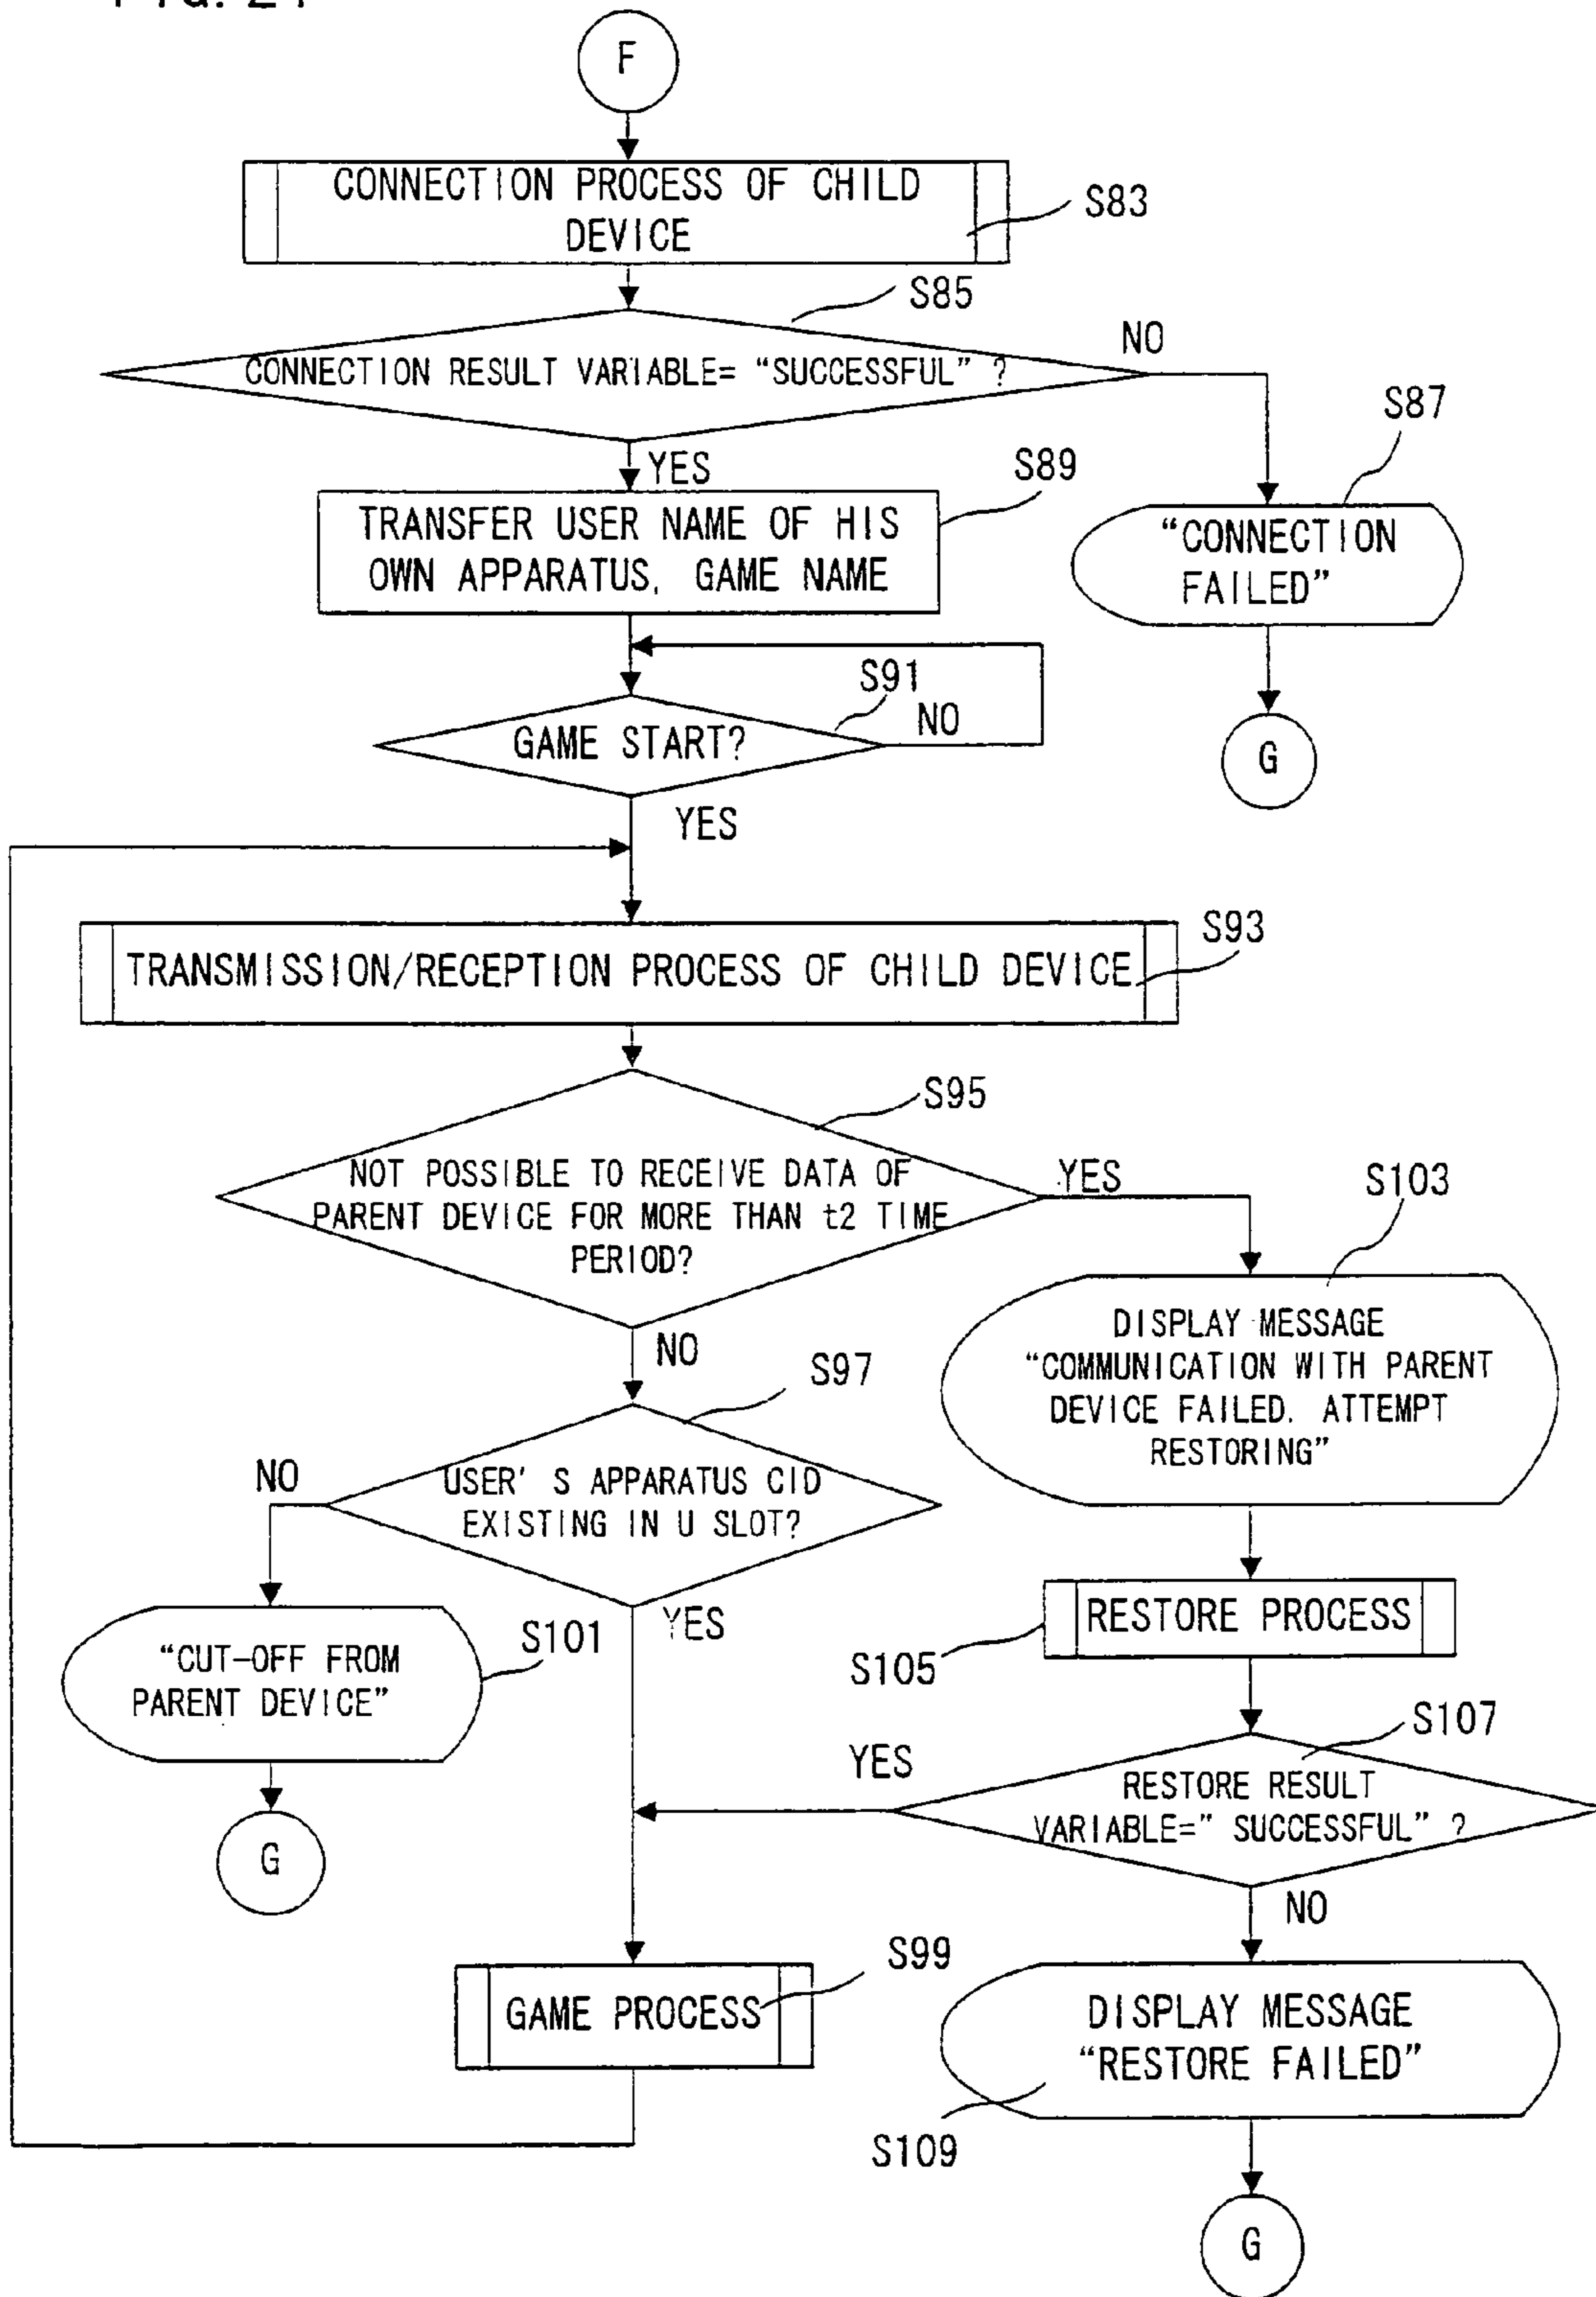 F
CONNECTION PROCESS OF CHILD
DEVICE
S83
S85
CONNECTION RESULT VARIABLE= “SUCCESSFUL” ?
NO
S87
YES
S89
TRANSFER USER NAME OF HIS
OWN APPARATUS, GAME NAME
“CONNECTION
FAILED”
S91
GAME START?
NO
G
YES
S93
TRANSMISSION/RECEPTION PROCESS OF CHILD DEVICE
S95
NOT POSSIBLE TO RECEIVE DATA OF
PARENT DEVICE FOR MORE THAN t2 TIME
PERIOD?
YES
S103
NO
DISPLAY MESSAGE
“COMMUNICATION WITH PARENT
DEVICE FAILED. ATTEMPT
RESTORING”
S97
NO
USER' S APPARATUS CID
EXISTING IN U SLOT?
YES
“CUT-OFF FROM
PARENT DEVICE”
S101
RESTORE PROCESS
S105
S107
YES
RESTORE RESULT
VARIABLE=” SUCCESSFUL” ?
G
NO
S99
GAME PROCESS
DISPLAY MESSAGE
“RESTORE FAILED”
S109
G